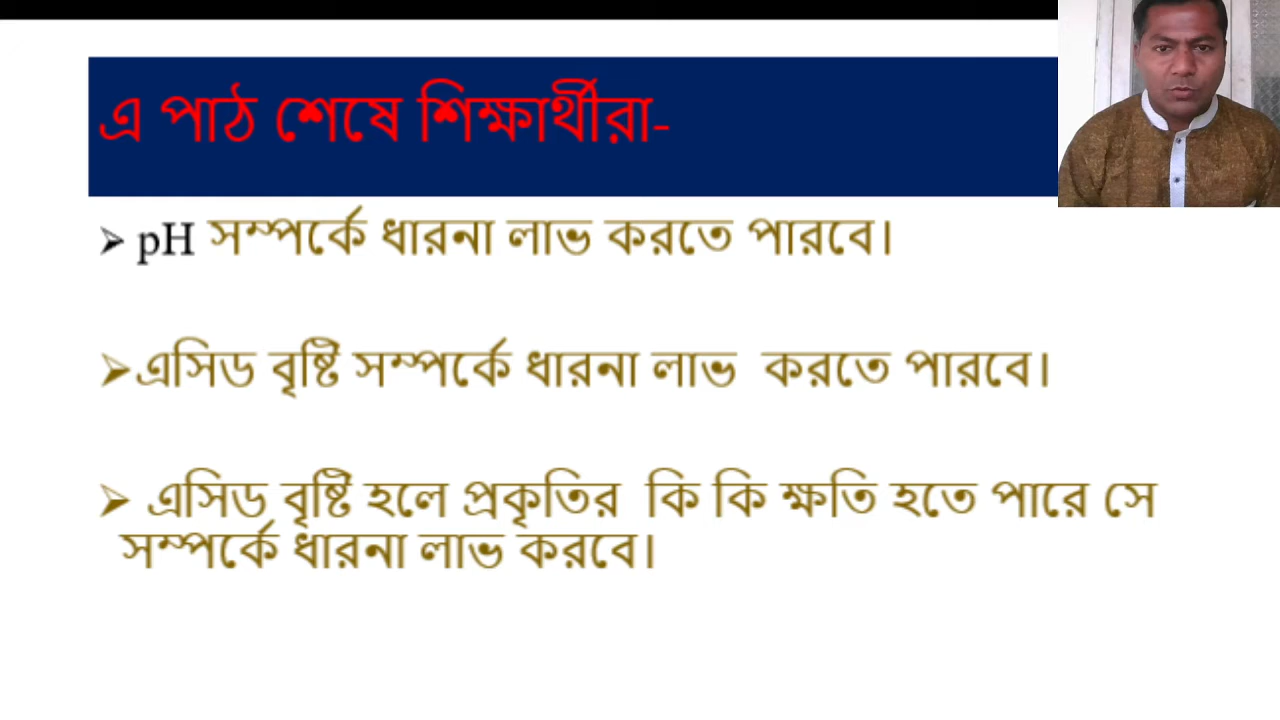 এ পাঠ শেষে শিক্ষার্থীরা-
➢ pH সম্পর্কে ধারনা লাভ করতে পারবে।
➢এসিড বৃষ্টি সম্পর্কে ধারনা লাভ করতে পারবে।
➢ এসিড বৃষ্টি হলে প্রকৃতির কি কি ক্ষতি হতে পারে সে
সম্পর্কে ধারনা লাভ করবে।